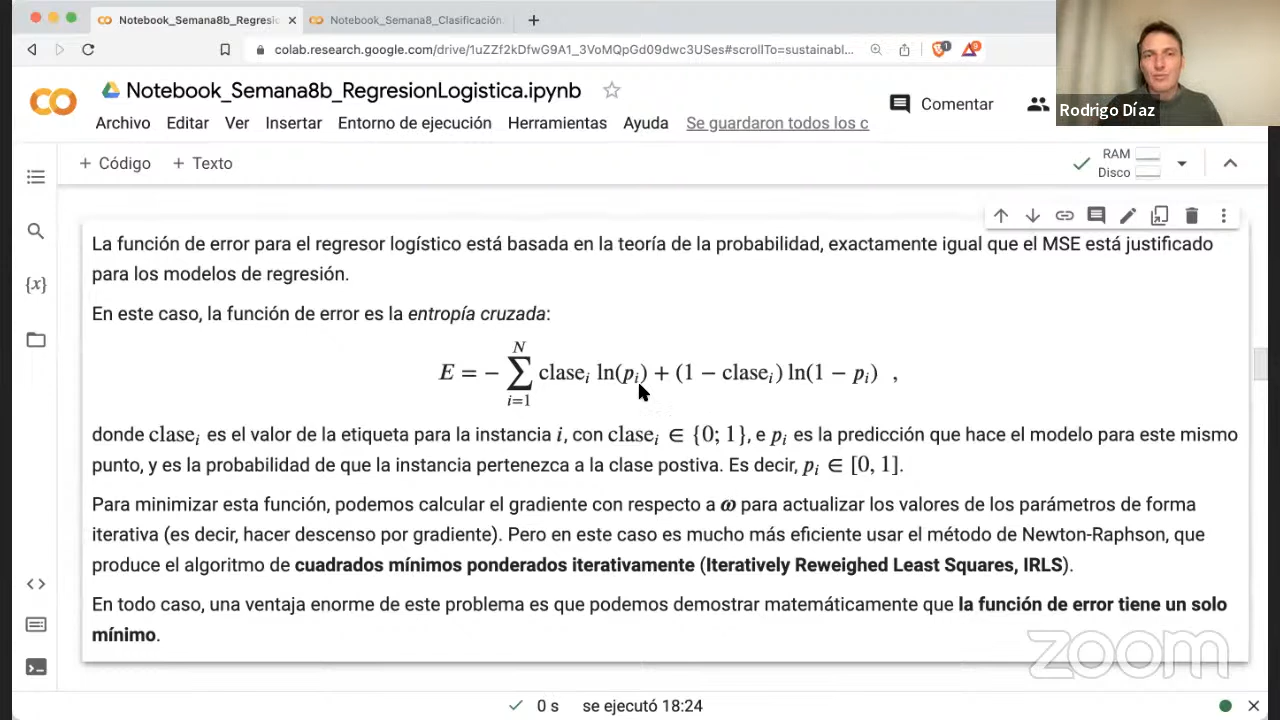 Notebook_Semana8b_Regresio
Notebook_Semana8_Clasificación.
colab.research.google.com/drive/1uZZf2kDfwG9A1_3VoMQpGd09dwc3USes#scrollTo=sustainabl...
Notebook_Semana8b_RegresionLogistica.ipynb
Comentar
Rodrigo Díaz
Archivo Editar Ver Insertar Entorno de ejecución Herramientas Ayuda Se guardaron todos los c
+ Código + Texto
RAM
Disco
La función de error para el regresor logístico está basada en la teoría de la probabilidad, exactamente igual que el MSE está justificado
para los modelos de regresión.
En este caso, la función de error es la entropía cruzada:
E = − ∑_{i=1}^{N} clase_i ln(p_i) + (1 − clase_i) ln(1 − p_i) ,
donde clase_i es el valor de la etiqueta para la instancia i, con clase_i ∈ {0; 1}, e p_i es la predicción que hace el modelo para este mismo
punto, y es la probabilidad de que la instancia pertenezca a la clase postiva. Es decir, p_i ∈ [0, 1].
Para minimizar esta función, podemos calcular el gradiente con respecto a ω para actualizar los valores de los parámetros de forma
iterativa (es decir, hacer descenso por gradiente). Pero en este caso es mucho más eficiente usar el método de Newton-Raphson, que
produce el algoritmo de cuadrados mínimos ponderados iterativamente (Iteratively Reweighed Least Squares, IRLS).
En todo caso, una ventaja enorme de este problema es que podemos demostrar matemáticamente que la función de error tiene un solo
mínimo.
zoom
0 s se ejecutó 18:24